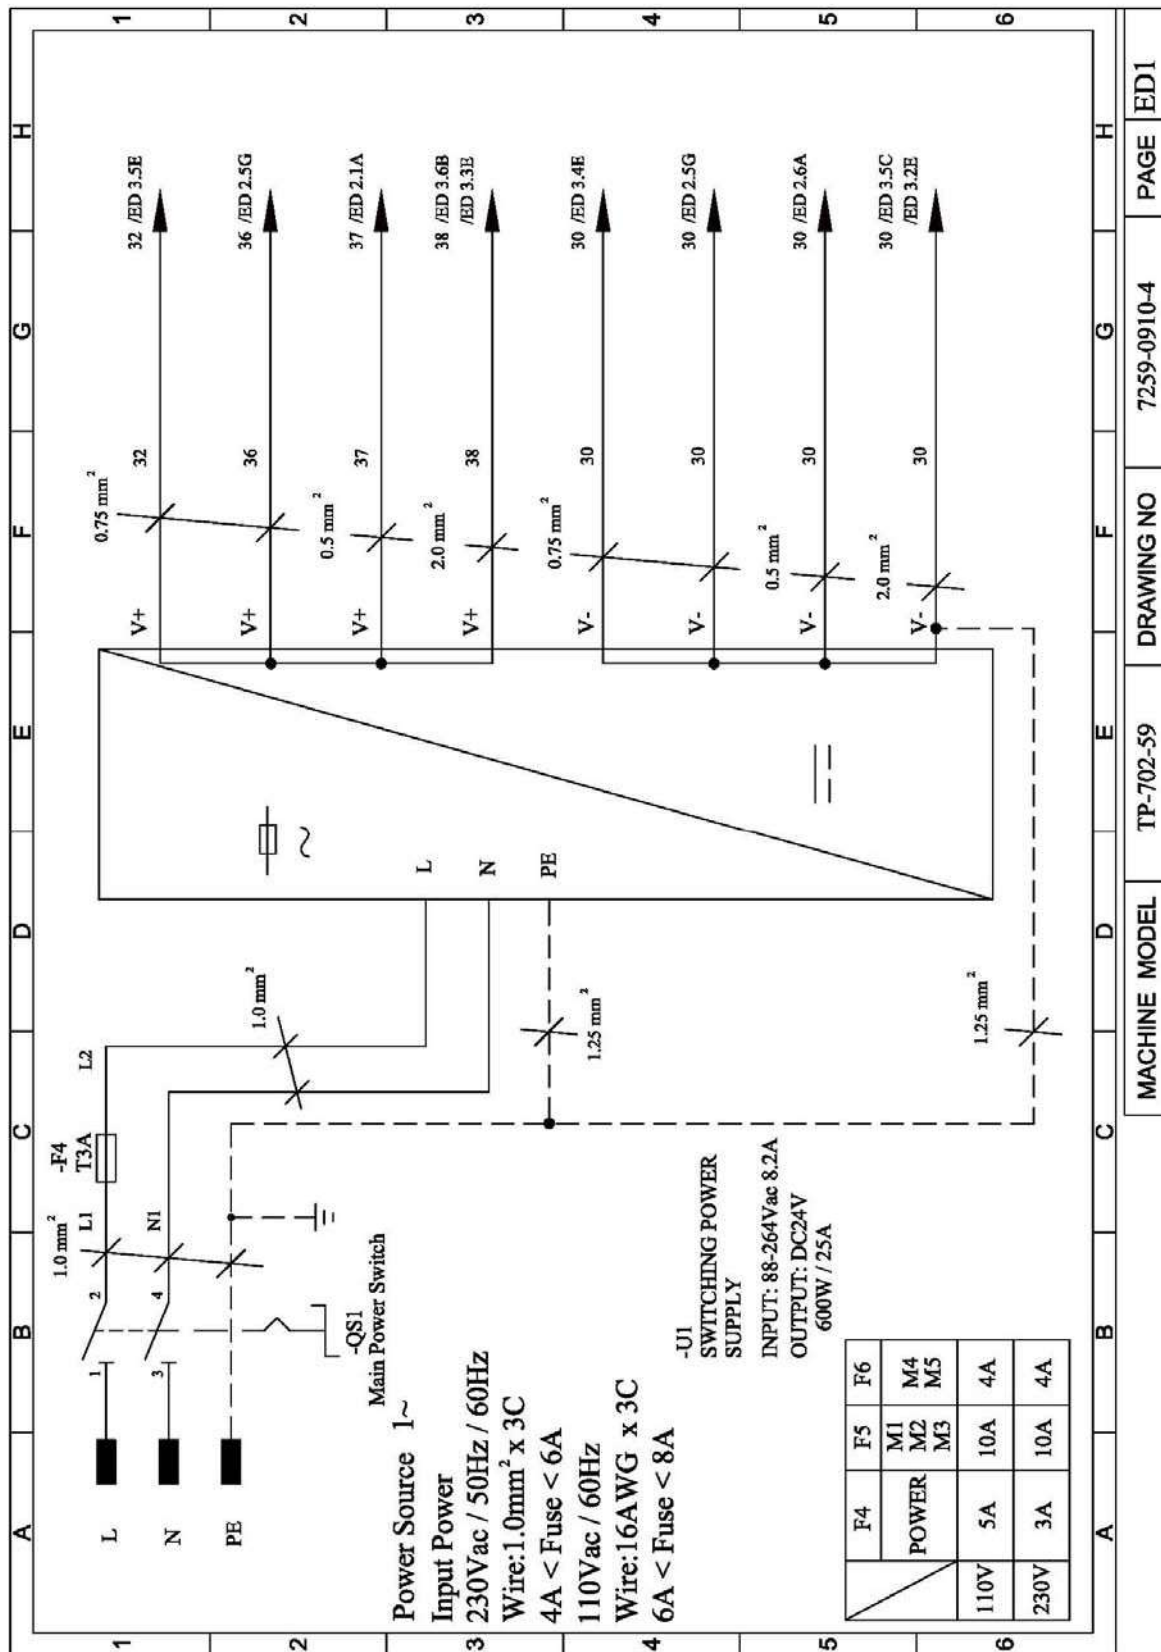 A B C D E F G H
1
2
3
4
5
6
L
N
PE
1
2
3
4
1.0 mm²
L1
N1
-F4
T3A
L2
1.0 mm²
-QS1
Main Power Switch
Power Source 1~
Input Power
230Vac / 50Hz / 60Hz
Wire:1.0mm² x 3C
4A < Fuse < 6A
110Vac / 60Hz
Wire:16AWG x 3C
6A < Fuse < 8A
-U1
SWITCHING POWER
SUPPLY
INPUT: 88-264Vac 8.2A
OUTPUT: DC24V
600W / 25A
1.25 mm²
1.25 mm²
~
L
N
PE
V+
V+
V+
V+
V-
V-
V-
V-
0.75 mm²
0.5 mm²
2.0 mm²
0.75 mm²
0.5 mm²
2.0 mm²
32
36
37
38
30
30
30
30
32 /ED 3.5E
36 /ED 2.5G
37 /ED 2.1A
38 /ED 3.6B
/ED 3.3E
30 /ED 3.4E
30 /ED 2.5G
30 /ED 2.6A
30 /ED 3.5C
/ED 3.2E
F4 F5 F6
POWER M1 M4
M2 M5
M3
110V 5A 10A 4A
230V 3A 10A 4A
1
2
3
4
5
6
A B C D E F G H
MACHINE MODEL TP-702-59 DRAWING NO 7259-0910-4 PAGE ED1